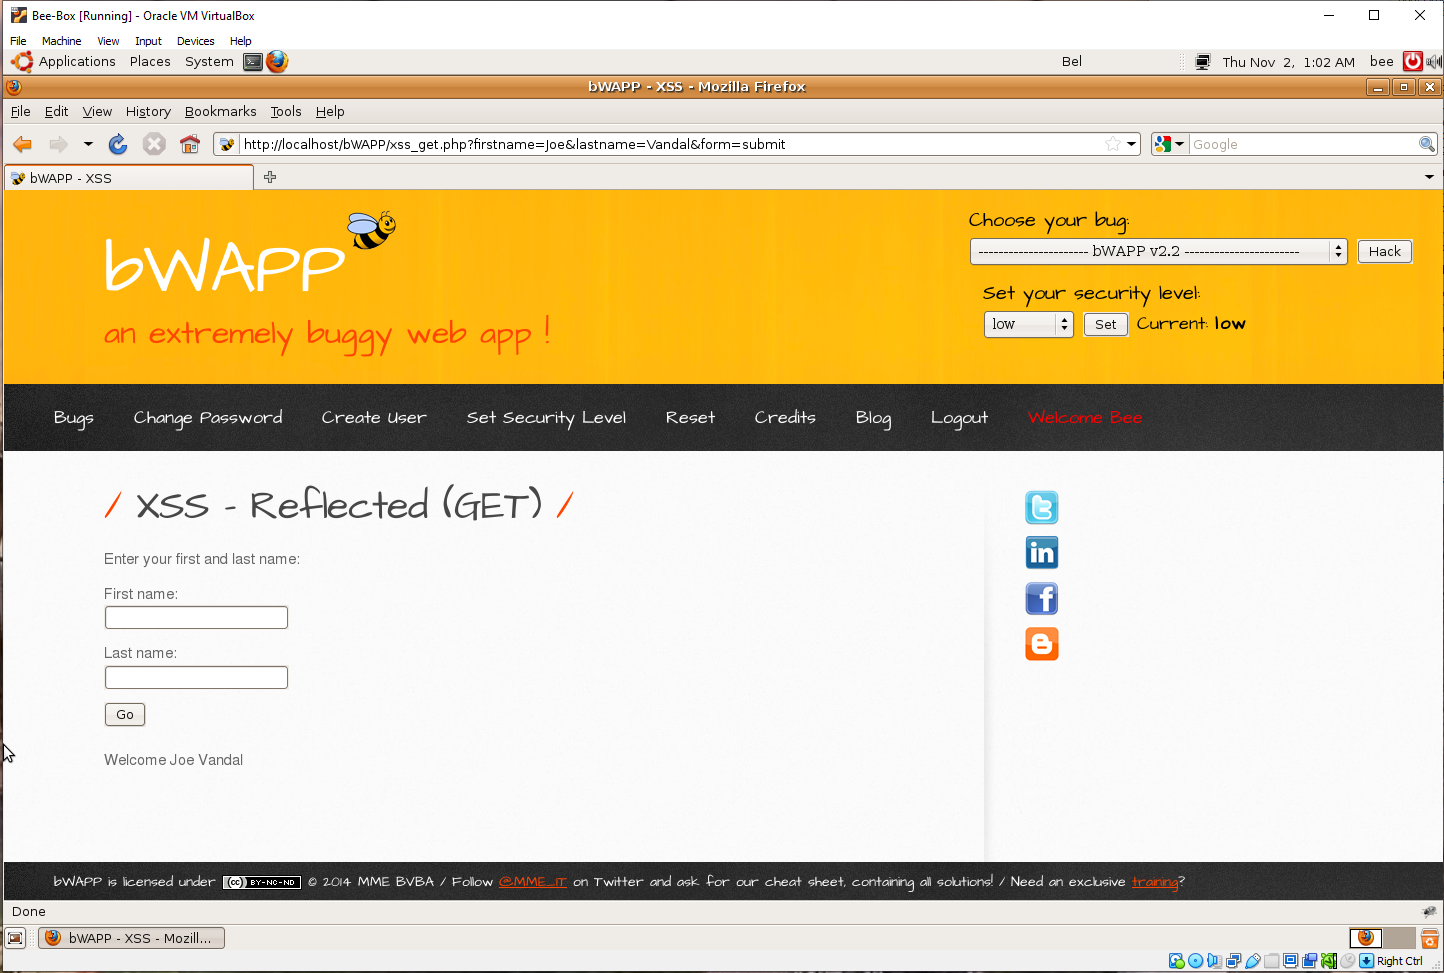 Bee-Box [Running] - Oracle VM VirtualBox
File Machine View Input Devices Help
Applications Places System Bel Thu Nov 2, 1:02 AM bee
bWAPP - XSS - Mozilla Firefox
File Edit View History Bookmarks Tools Help
http://localhost/bWAPP/xss_get.php?firstname=Joe&lastname=Vandal&form=submit Google
bWAPP - XSS
bWAPP
an extremely buggy web app !
Choose your bug:
---------------------- bWAPP v2.2 ----------------------- Hack
Set your security level:
low Set Current: low
Bugs Change Password Create User Set Security Level Reset Credits Blog Logout Welcome Bee
/ XSS - Reflected (GET) /
Enter your first and last name:
First name:
Last name:
Go
Welcome Joe Vandal
bWAPP is licensed under cc BY-NC-ND © 2014 MME BVBA / Follow @MME_IT on Twitter and ask for our cheat sheet, containing all solutions! / Need an exclusive training?
Done
bWAPP - XSS - Mozill...
Right Ctrl